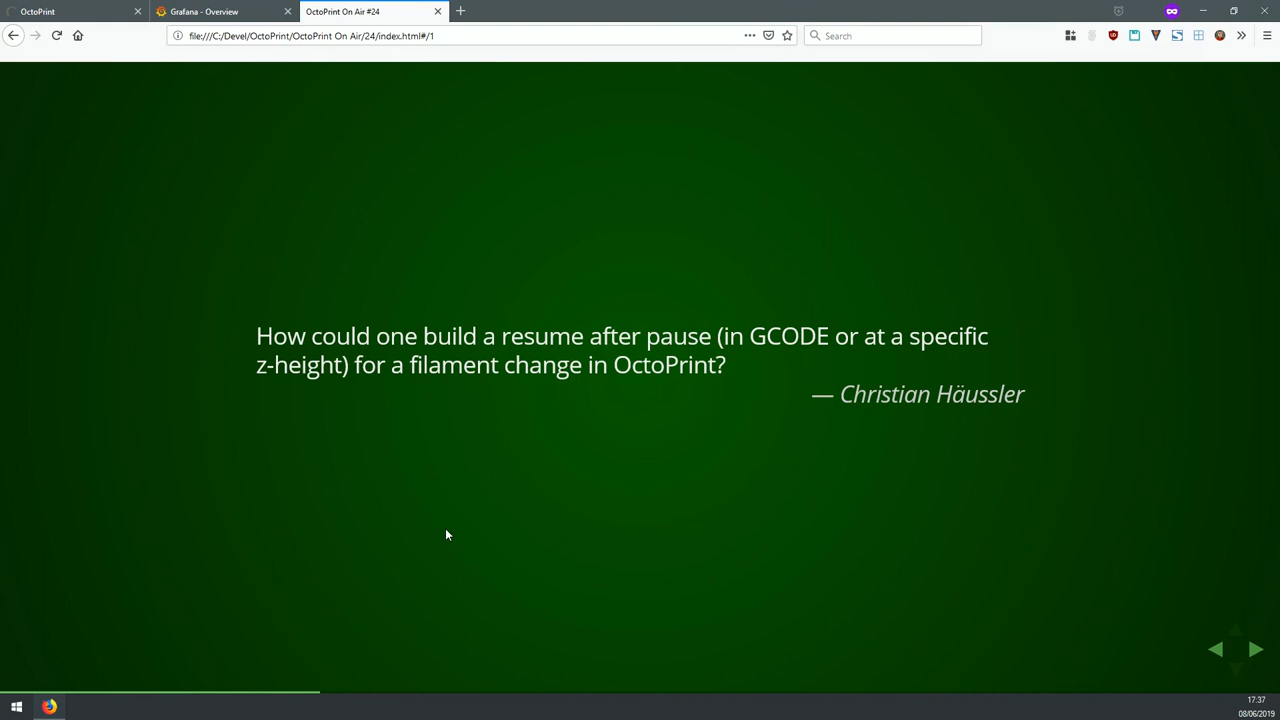 OctoPrint
Grafana - Overview
OctoPrint On Air #24
file:///C:/Devel/OctoPrint/OctoPrint On Air/24/index.html#/1
Search
How could one build a resume after pause (in GCODE or at a specific
z-height) for a filament change in OctoPrint?
— Christian Häussler
17:37
08/06/2019